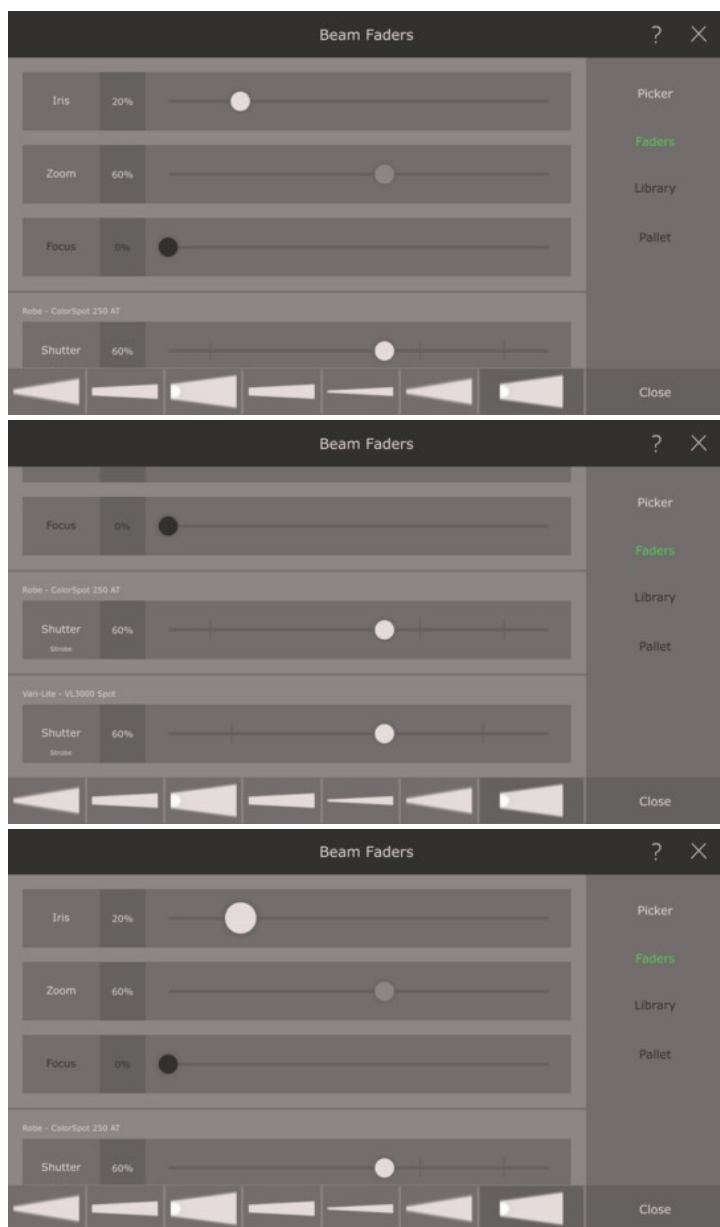 Beam Faders ? ×
Iris 20% Picker
Faders
Zoom 60% Library
Focus 0% Pallet
Robe - ColorSpot 250 AT
Shutter 60%
Close
Beam Faders ? ×
Focus 0% Picker
Faders
Robe - ColorSpot 250 AT Library
Shutter 60%
Strobe Pallet
Vari-Lite - VL3000 Spot
Shutter 60%
Strobe
Close
Beam Faders ? ×
Iris 20% Picker
Faders
Zoom 60% Library
Focus 0% Pallet
Robe - ColorSpot 250 AT
Shutter 60%
Close